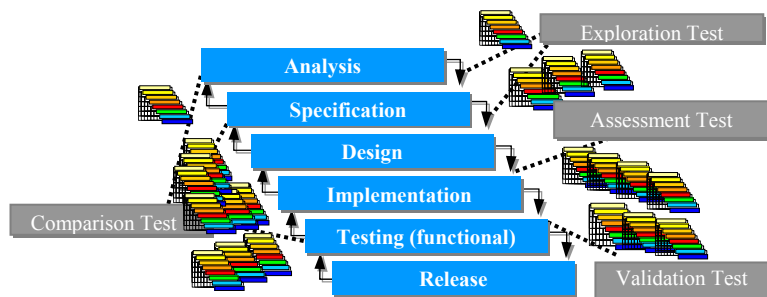 Exploration Test
Analysis
Specification
Assessment Test
Design
Implementation
Comparison Test
Testing (functional)
Release
Validation Test